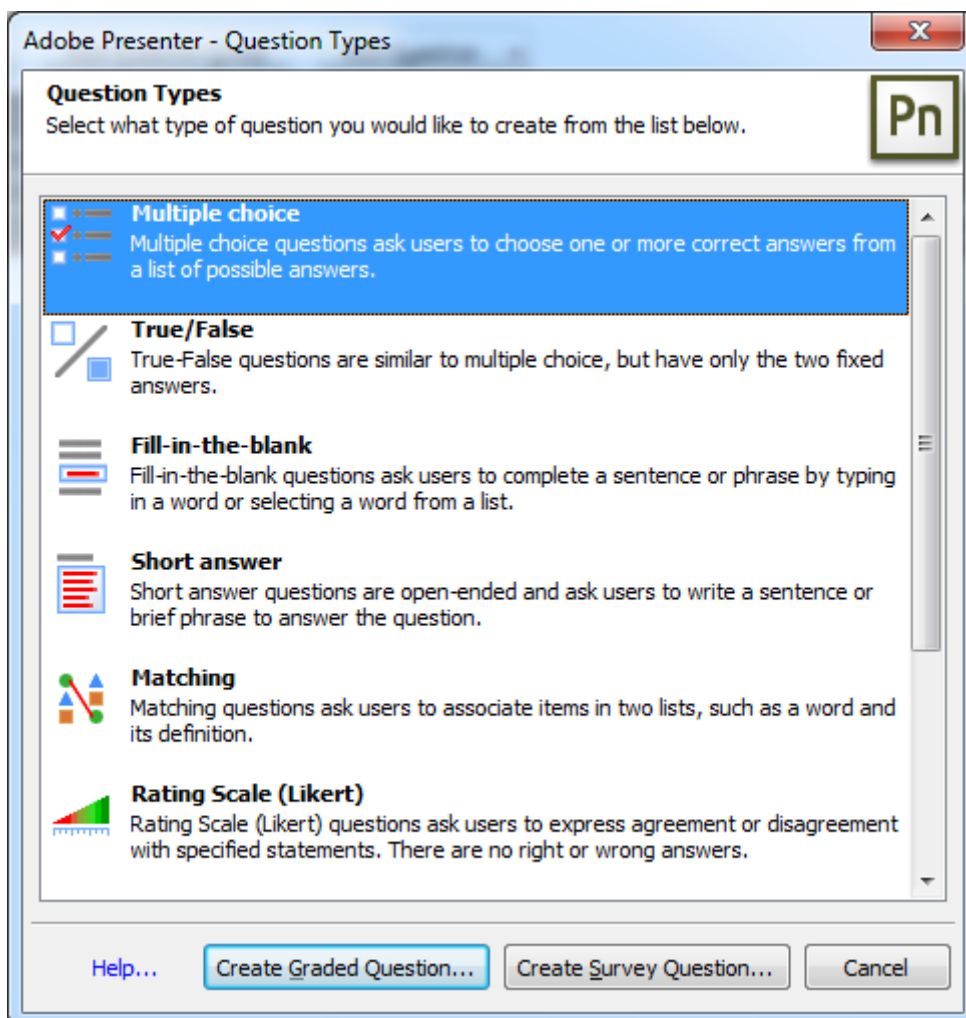 Adobe Presenter - Question Types
Question Types
Select what type of question you would like to create from the list below.
Pn
Multiple choice
Multiple choice questions ask users to choose one or more correct answers from
a list of possible answers.
True/False
True-False questions are similar to multiple choice, but have only the two fixed
answers.
Fill-in-the-blank
Fill-in-the-blank questions ask users to complete a sentence or phrase by typing
in a word or selecting a word from a list.
Short answer
Short answer questions are open-ended and ask users to write a sentence or
brief phrase to answer the question.
Matching
Matching questions ask users to associate items in two lists, such as a word and
its definition.
Rating Scale (Likert)
Rating Scale (Likert) questions ask users to express agreement or disagreement
with specified statements. There are no right or wrong answers.
Help... Create Graded Question... Create Survey Question... Cancel